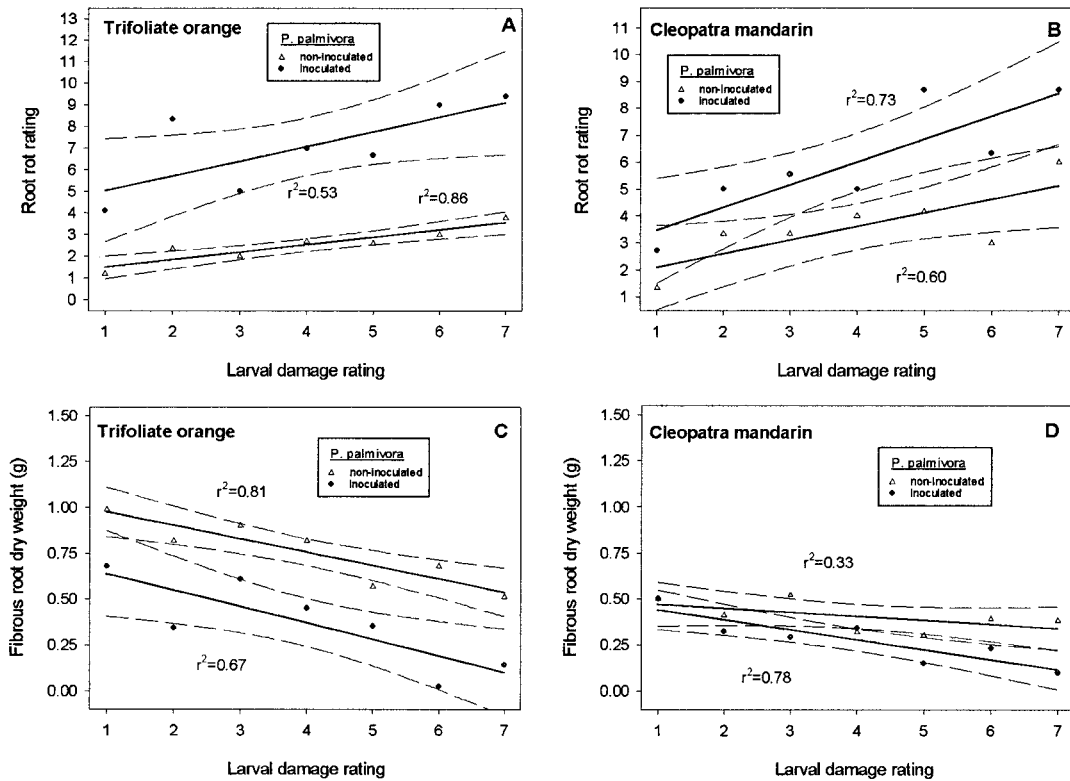 Trifoliate orange
A
P. palmivora
non-inoculated
Inoculated
13
12
11
10
9
8
7
6
5
4
3
2
1
0
Root rot rating
r²=0.53
r²=0.86
1 2 3 4 5 6 7
Larval damage rating
Cleopatra mandarin
B
P. palmivora
non-inoculated
Inoculated
11
10
9
8
7
6
5
4
3
2
1
Root rot rating
r²=0.73
r²=0.60
1 2 3 4 5 6 7
Larval damage rating
Trifoliate orange
C
P. palmivora
non-inoculated
Inoculated
1.50
1.25
1.00
0.75
0.50
0.25
0.00
Fibrous root dry weight (g)
r²=0.81
r²=0.67
1 2 3 4 5 6 7
Larval damage rating
Cleopatra mandarin
D
P. palmivora
non-inoculated
Inoculated
1.50
1.25
1.00
0.75
0.50
0.25
0.00
Fibrous root dry weight (g)
r²=0.33
r²=0.78
1 2 3 4 5 6 7
Larval damage rating